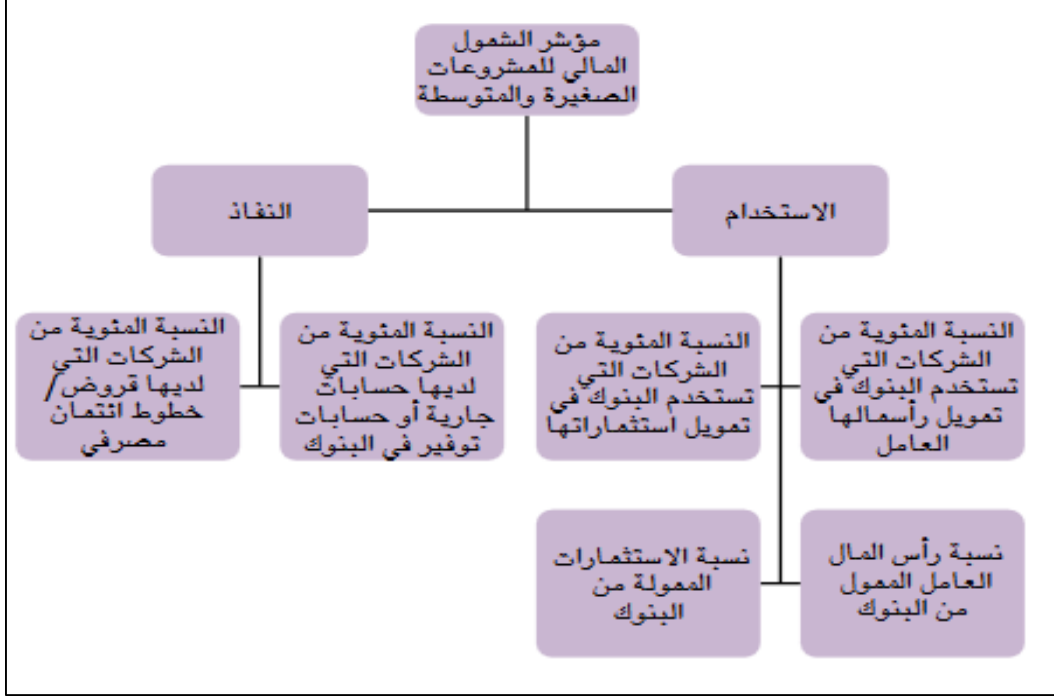 مؤشر الشمول
المالي للمشروعات
الصغيرة والمتوسطة
الاستخدام
النفاذ
النسبة المئوية من
الشركات التي
تستخدم البنوك في
تمويل رأسمالها
العامل
النسبة المئوية من
الشركات التي
تستخدم البنوك في
تمويل استثماراتها
النسبة المئوية من
الشركات التي
لديها حسابات
جارية أو حسابات
توفير في البنوك
النسبة المئوية من
الشركات التي
لديها قروض/
خطوط ائتمان
مصرفي
نسبة رأس المال
العامل الممول
من البنوك
نسبة الاستثمارات
الممولة من
البنوك